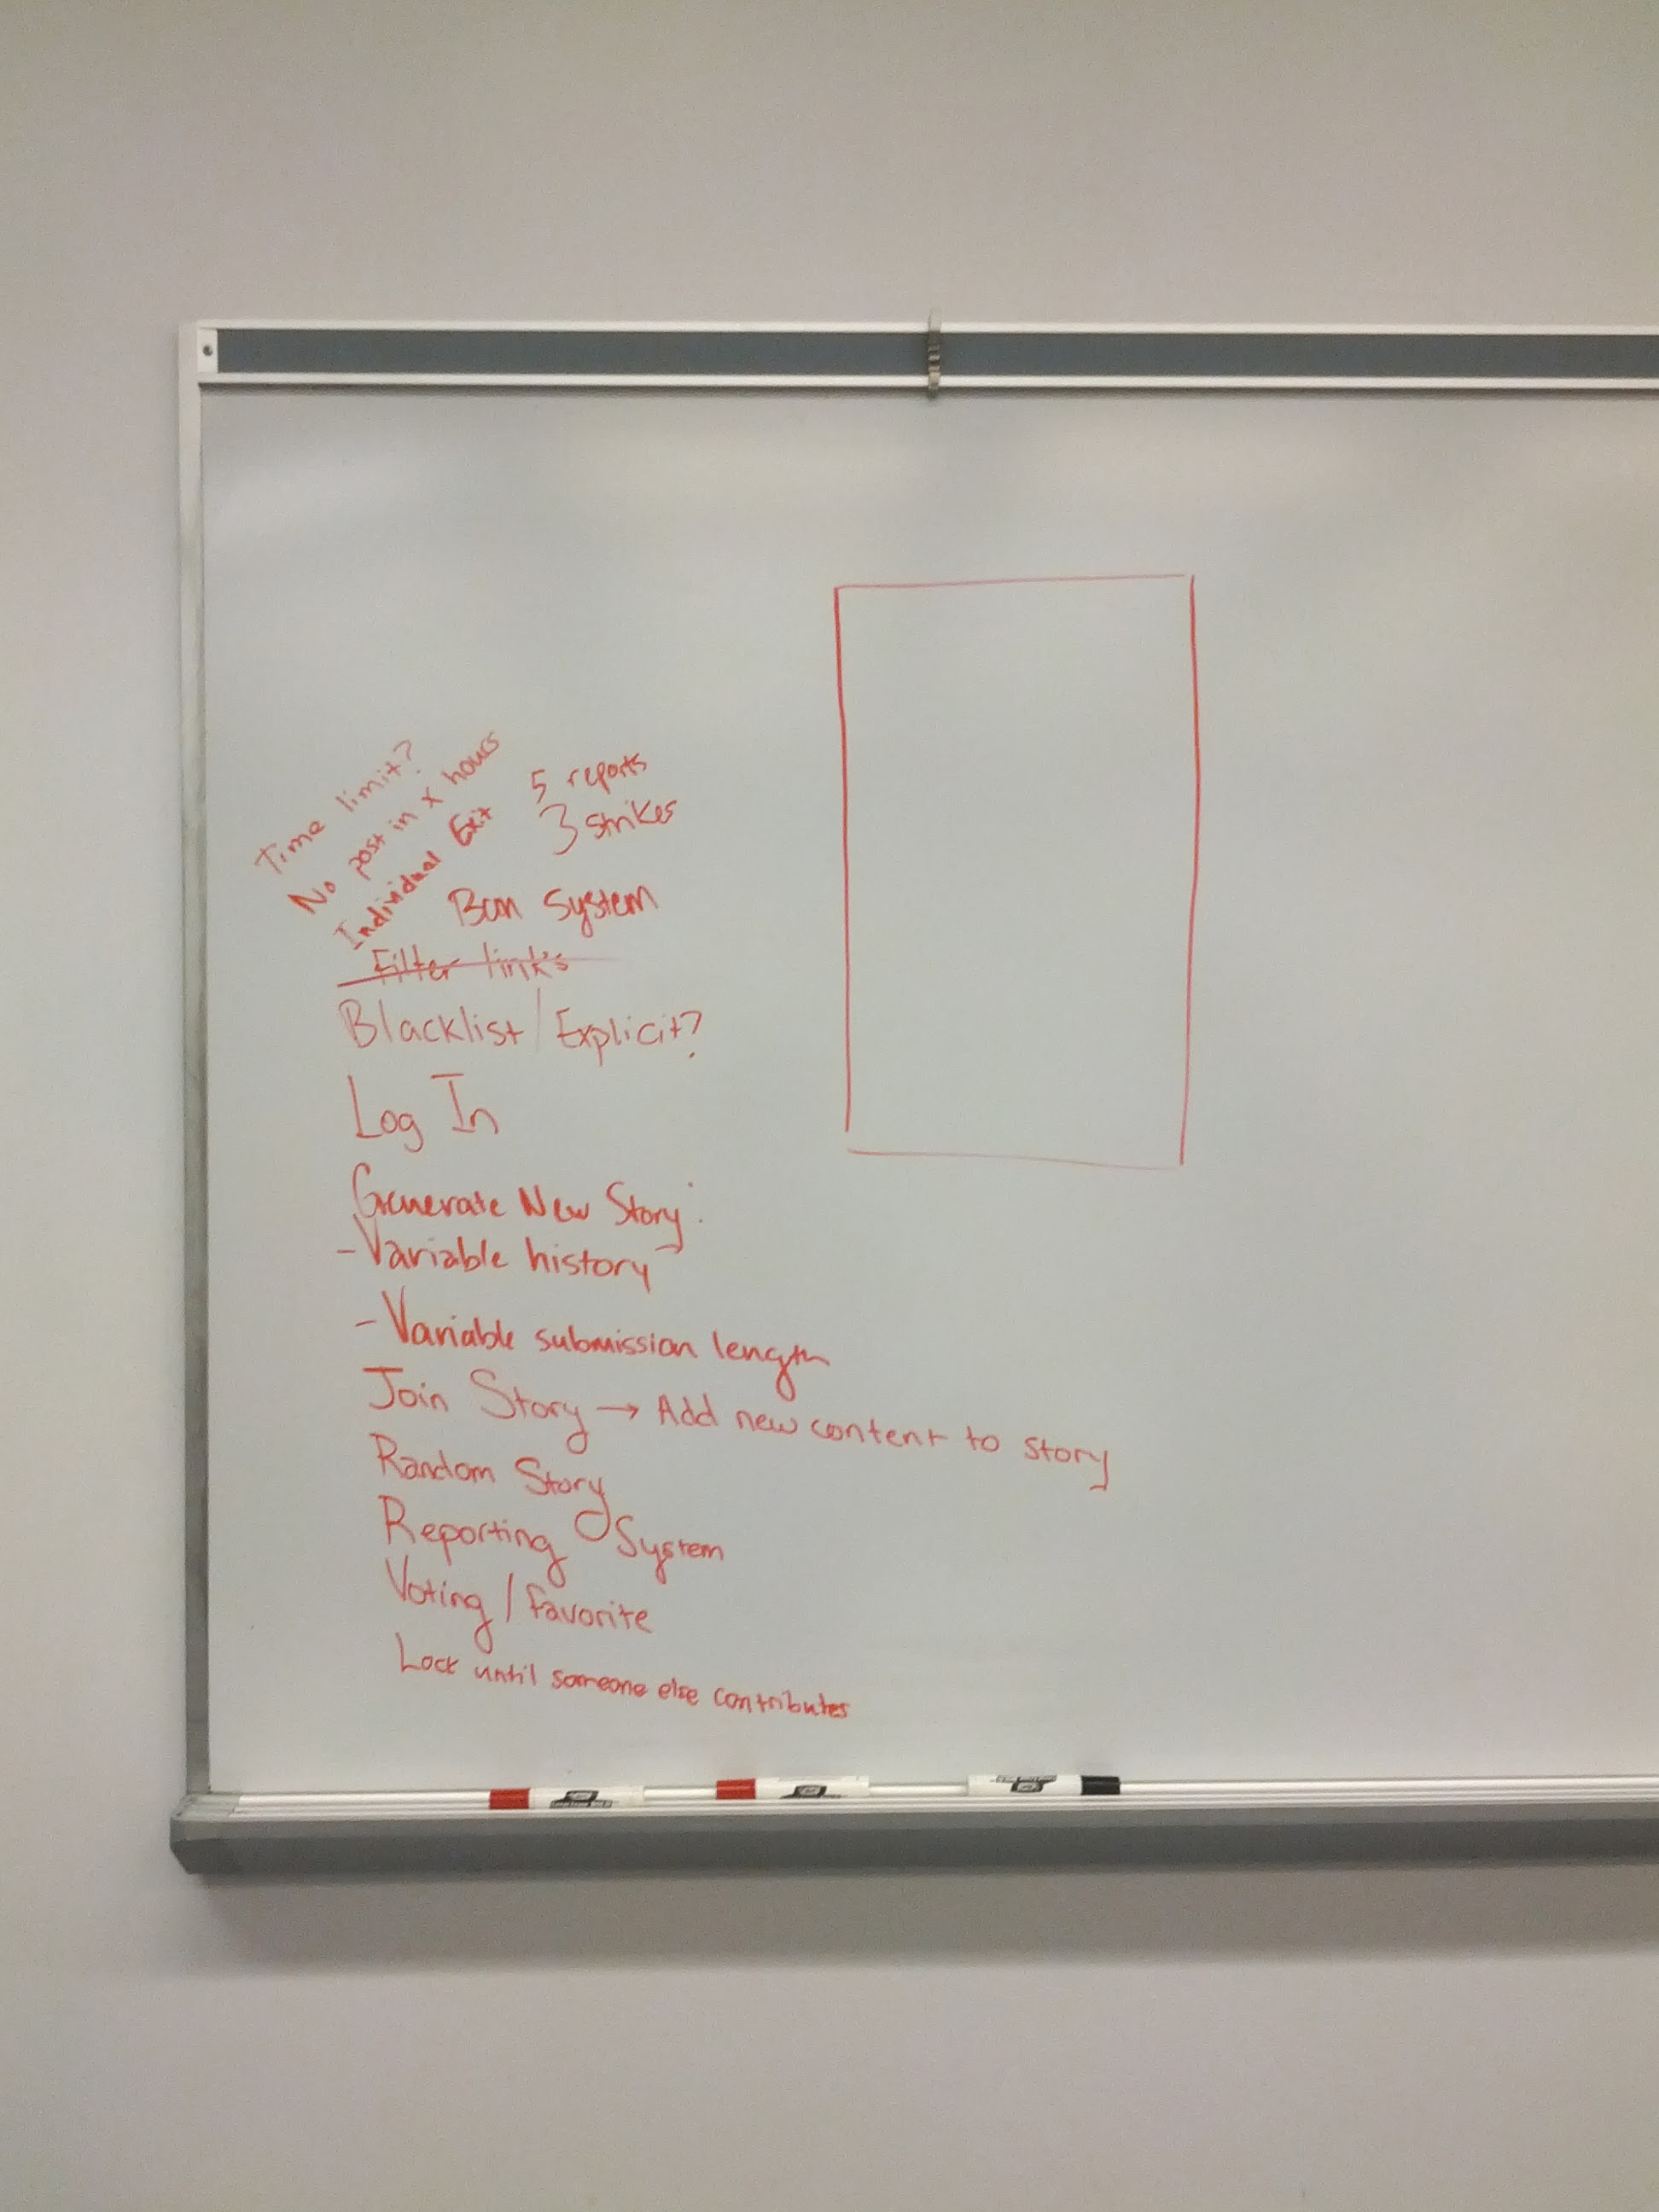 Time limit?
No post in x hours
Individual Exit
5 reports
3 strikes
Ban System
Filter links
Blacklist / Explicit?
Log In
Generate New Story:
- Variable history
- Variable submission length
Join Story → Add new content to story
Random Story
Reporting System
Voting / favorite
Lock until someone else contributes